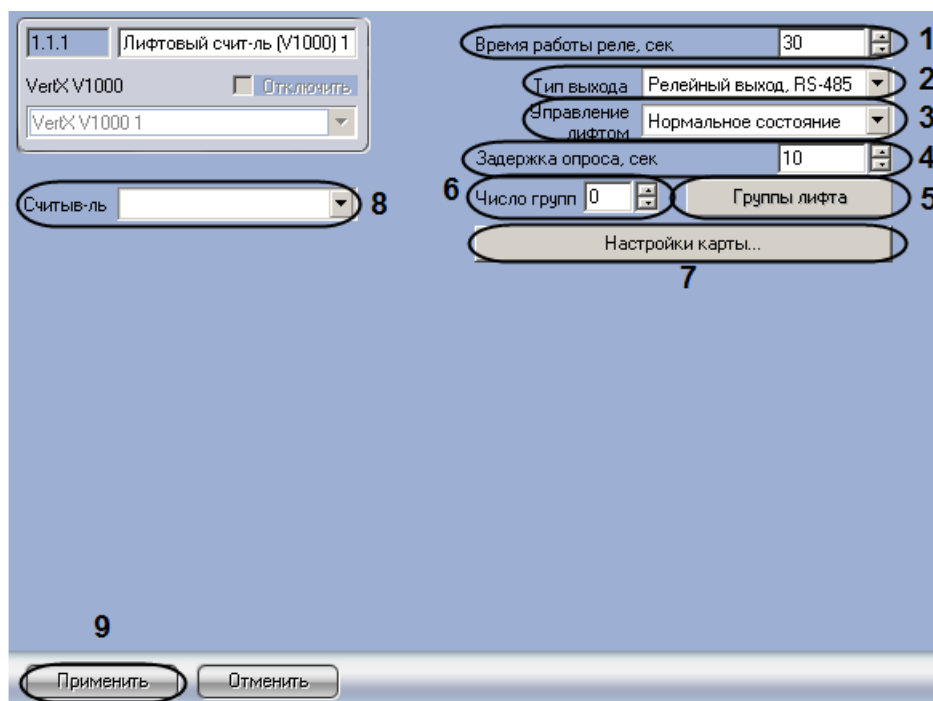 1.1.1 Лифтовый счит-ль (V1000) 1
VertX V1000 Отключить
VertX V1000 1
Считыв-ль 8
Время работы реле, сек 30 1
Тип выхода Релейный выход, RS-485 2
Управление лифтом Нормальное состояние 3
Задержка опроса, сек 10 4
6 Число групп 0 Группы лифта 5
Настройки карты...
7
9
Применить Отменить